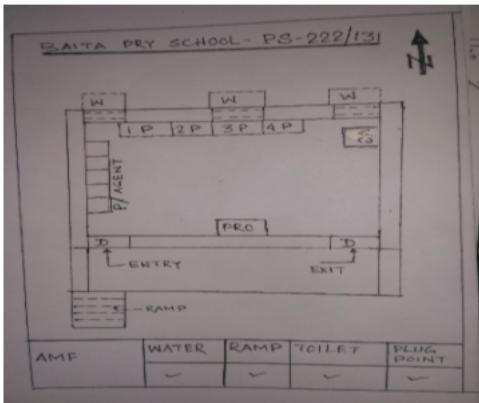 BAITA PRY SCHOOL - PS-222/131
N
W W W
1P 2P 3P 4P
VC
P/AGENT
PRO
D D
ENTRY EXIT
RAMP
AMF WATER RAMP TOILET PLUG POINT
✓ ✓ ✓ ✓